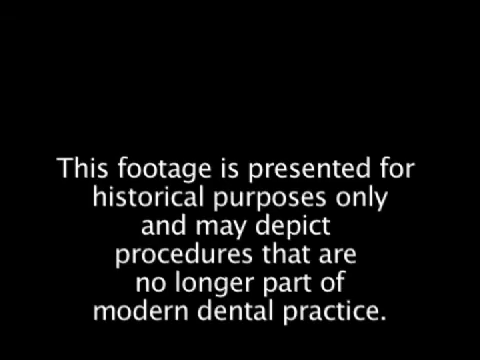 This footage is presented for
historical purposes only
and may depict
procedures that are
no longer part of
modern dental practice.